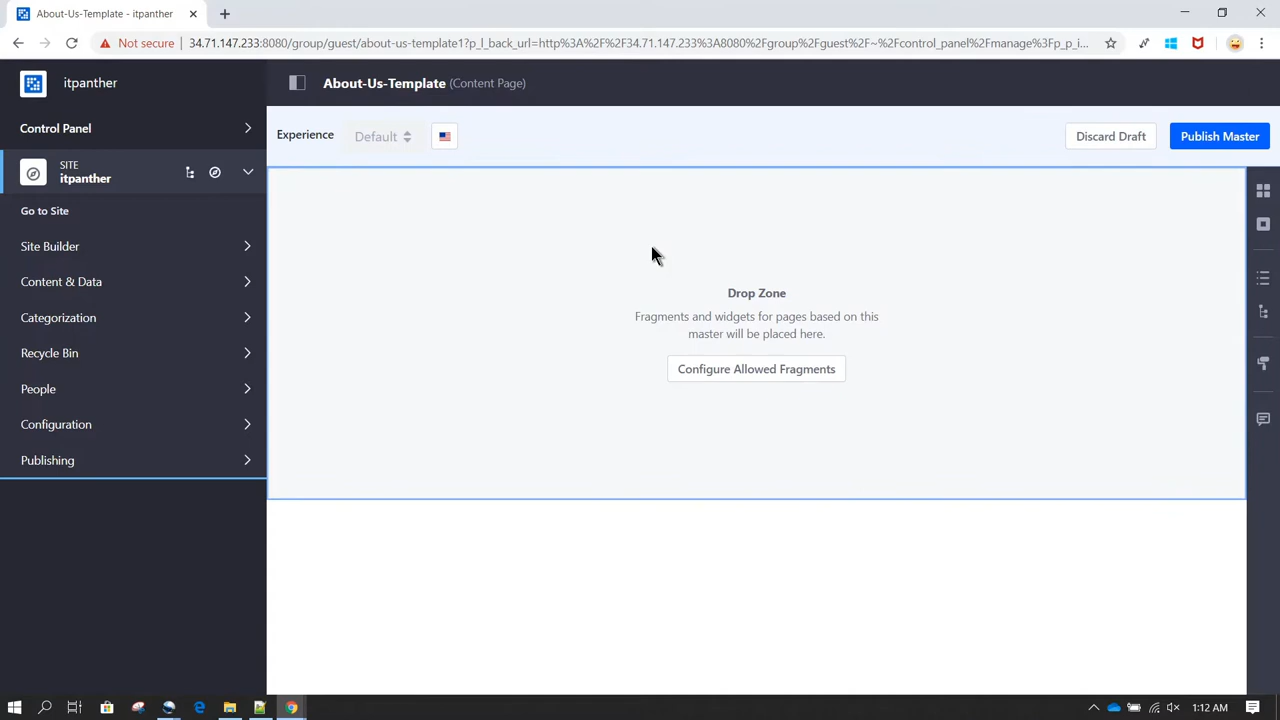 About-Us-Template - itpanther
Not secure
34.71.147.233:8080/group/guest/about-us-template1?p_l_back_url=http%3A%2F%2F34.71.147.233%3A8080%2Fgroup%2Fguest%2F~%2Fcontrol_panel%2Fmanage%3Fp_p_i...
itpanther
About-Us-Template (Content Page)
Control Panel
Experience
Default
Discard Draft
Publish Master
SITE
itpanther
Go to Site
Site Builder
Content & Data
Categorization
Recycle Bin
People
Configuration
Publishing
Drop Zone
Fragments and widgets for pages based on this
master will be placed here.
Configure Allowed Fragments
1:12 AM